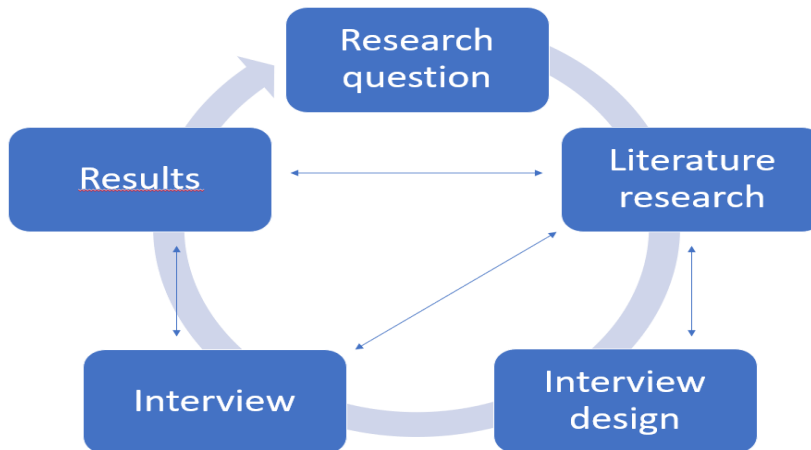 Research
question
Literature
research
Interview
design
Interview
Results